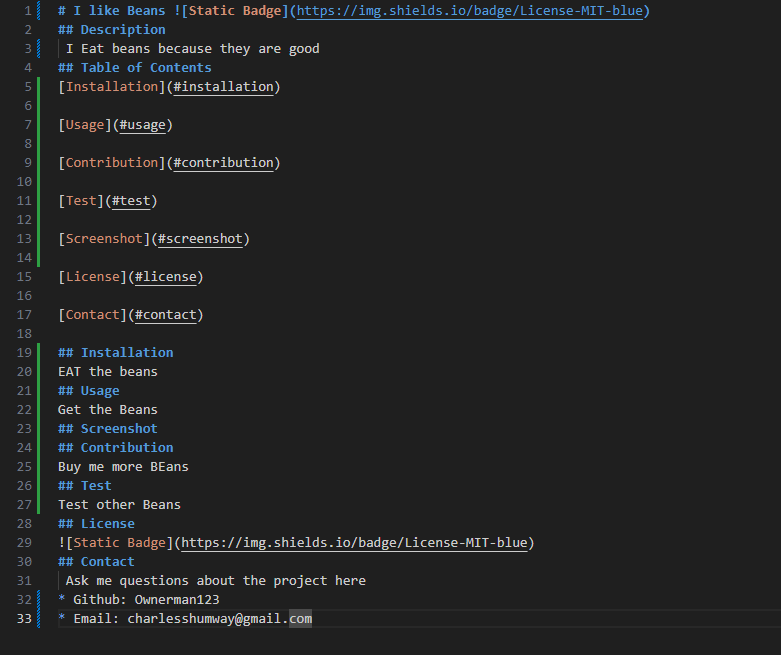 1 # I like Beans ![Static Badge](https://img.shields.io/badge/License-MIT-blue)
2 ## Description
3 I Eat beans because they are good
4 ## Table of Contents
5 [Installation](#installation)
6
7 [Usage](#usage)
8
9 [Contribution](#contribution)
10
11 [Test](#test)
12
13 [Screenshot](#screenshot)
14
15 [License](#license)
16
17 [Contact](#contact)
18
19 ## Installation
20 EAT the beans
21 ## Usage
22 Get the Beans
23 ## Screenshot
24 ## Contribution
25 Buy me more BEans
26 ## Test
27 Test other Beans
28 ## License
29 ![Static Badge](https://img.shields.io/badge/License-MIT-blue)
30 ## Contact
31 Ask me questions about the project here
32 * Github: Ownerman123
33 * Email: charlesshumway@gmail.com